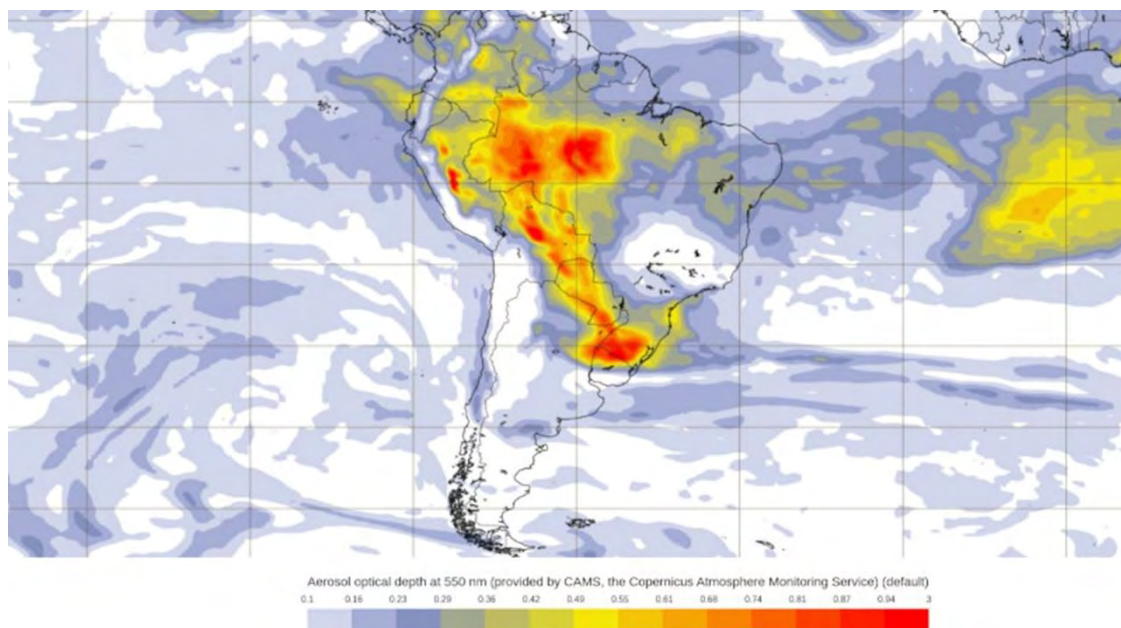 Aerosol optical depth at 550 nm (provided by CAMS, the Copernicus Atmosphere Monitoring Service) (default)
0.1 0.16 0.23 0.29 0.36 0.42 0.49 0.55 0.61 0.68 0.74 0.81 0.87 0.94 3